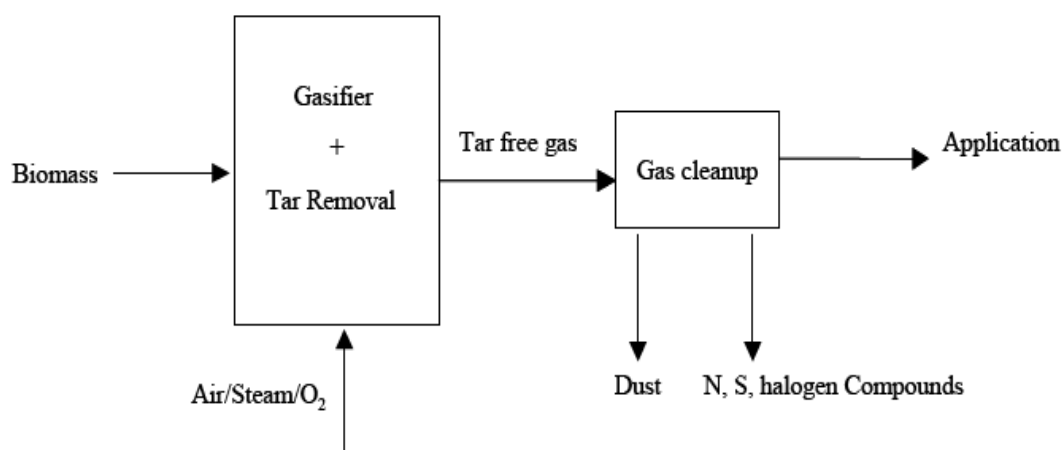 Gasifier
+
Tar Removal
Biomass
Tar free gas
Gas cleanup
Application
Air/Steam/O₂
Dust
N, S, halogen Compounds